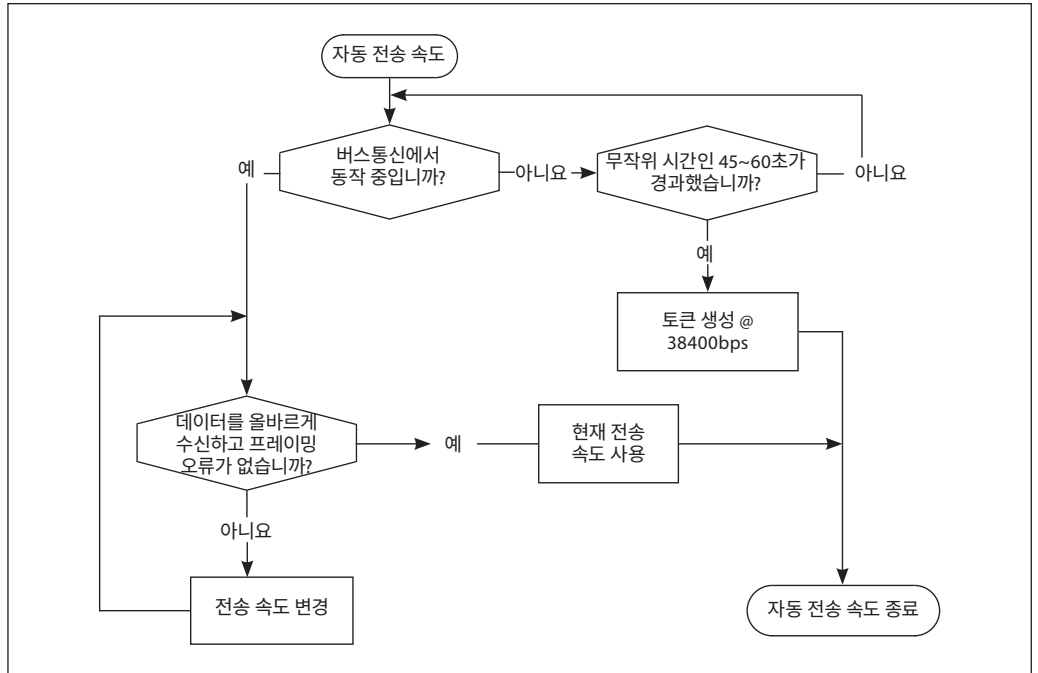 자동 전송 속도
버스통신에서
동작 중입니까?
예
아니요
무작위 시간인 45~60초가
경과했습니까?
아니요
예
토큰 생성 @
38400bps
데이터를 올바르게
수신하고 프레이밍
오류가 없습니까?
예
현재 전송
속도 사용
아니요
전송 속도 변경
자동 전송 속도 종료